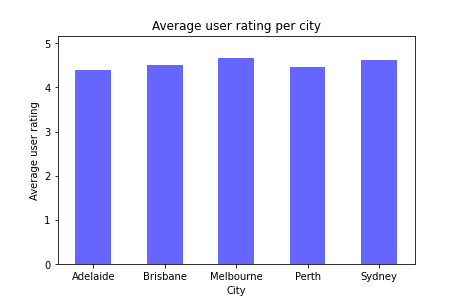 Average user rating per city
Average user rating
5
4
3
2
1
0
Adelaide Brisbane Melbourne Perth Sydney
City